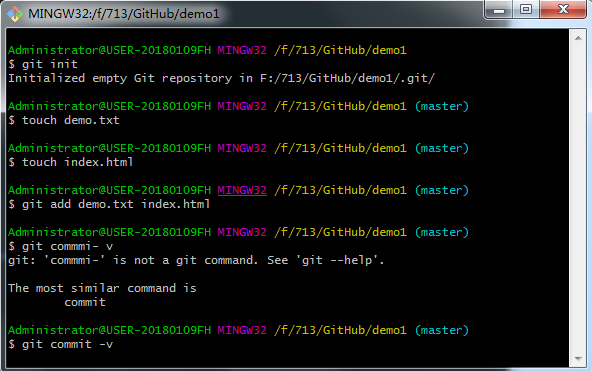 MINGW32:/f/713/GitHub/demo1
Administrator@USER-20180109FH MINGW32 /f/713/GitHub/demo1
$ git init
Initialized empty Git repository in F:/713/GitHub/demo1/.git/
Administrator@USER-20180109FH MINGW32 /f/713/GitHub/demo1 (master)
$ touch demo.txt
Administrator@USER-20180109FH MINGW32 /f/713/GitHub/demo1 (master)
$ touch index.html
Administrator@USER-20180109FH MINGW32 /f/713/GitHub/demo1 (master)
$ git add demo.txt index.html
Administrator@USER-20180109FH MINGW32 /f/713/GitHub/demo1 (master)
$ git commmi- v
git: 'commmi-' is not a git command. See 'git --help'.
The most similar command is
commit
Administrator@USER-20180109FH MINGW32 /f/713/GitHub/demo1 (master)
$ git commit -v